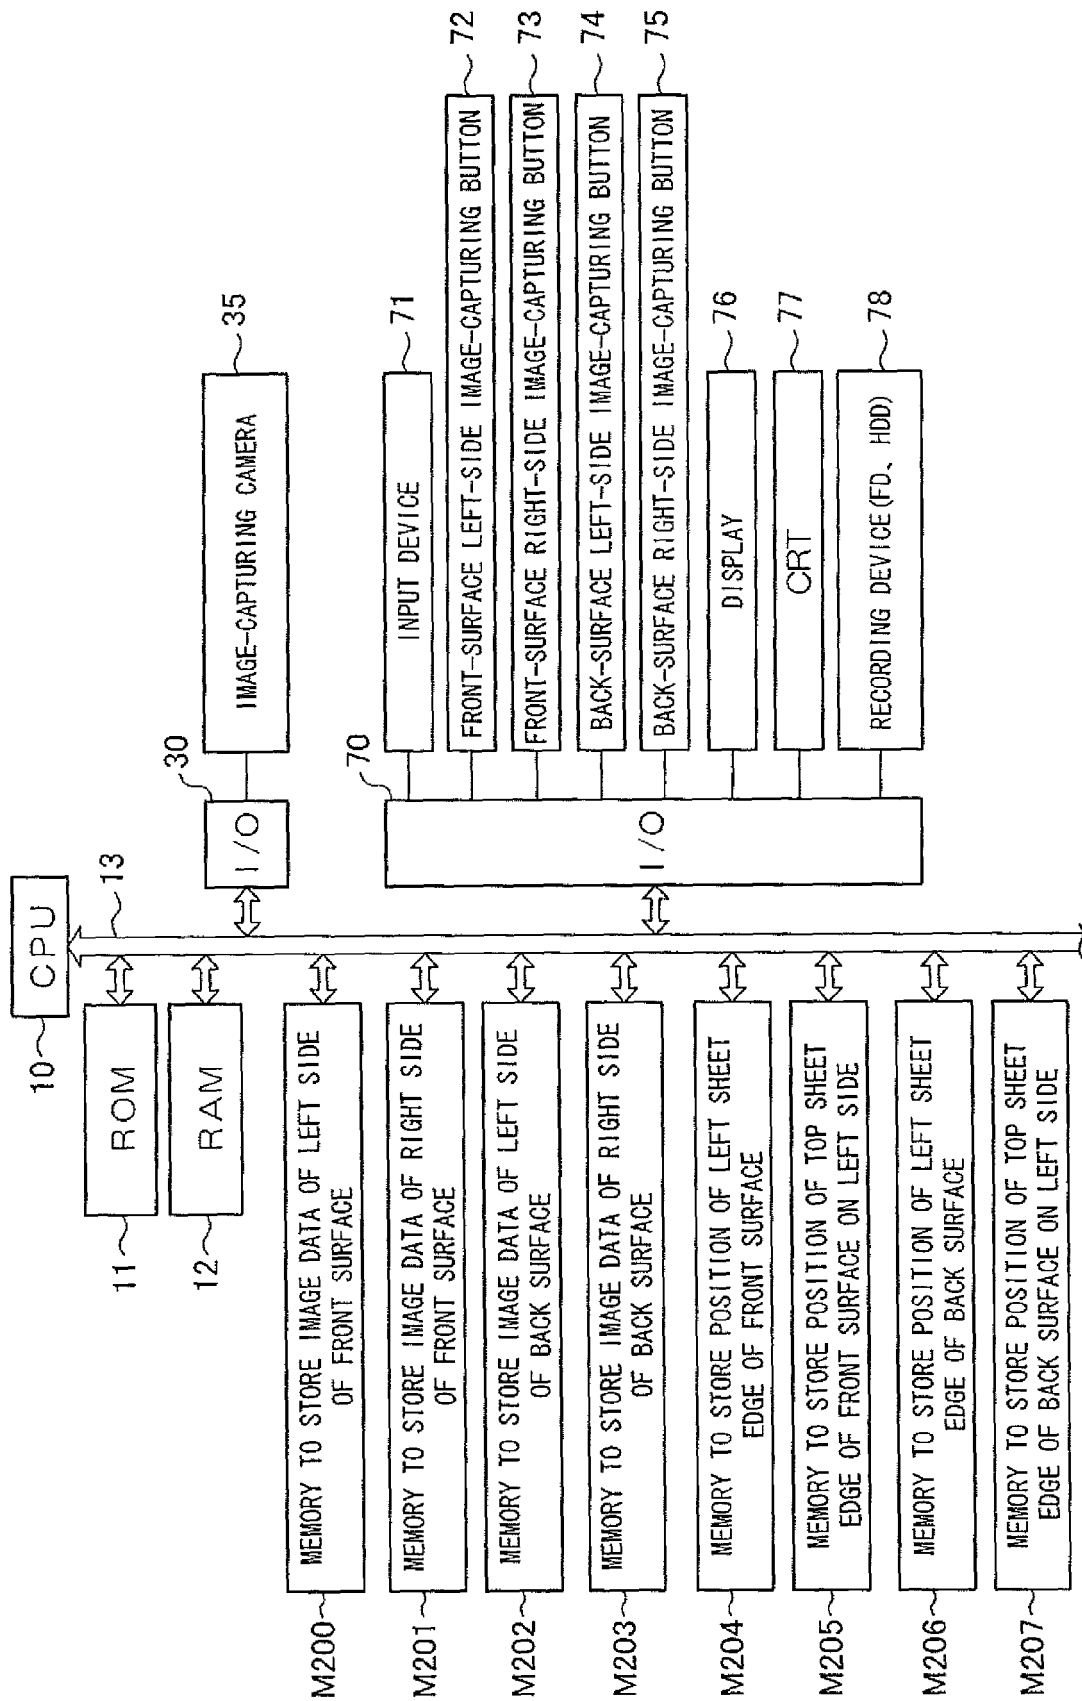 10
CPU
13
11
ROM
12
RAM
M200
MEMORY TO STORE IMAGE DATA OF LEFT SIDE
OF FRONT SURFACE
M201
MEMORY TO STORE IMAGE DATA OF RIGHT SIDE
OF FRONT SURFACE
M202
MEMORY TO STORE IMAGE DATA OF LEFT SIDE
OF BACK SURFACE
M203
MEMORY TO STORE IMAGE DATA OF RIGHT SIDE
OF BACK SURFACE
M204
MEMORY TO STORE POSITION OF LEFT SHEET
EDGE OF FRONT SURFACE
M205
MEMORY TO STORE POSITION OF TOP SHEET
EDGE OF FRONT SURFACE ON LEFT SIDE
M206
MEMORY TO STORE POSITION OF LEFT SHEET
EDGE OF BACK SURFACE
M207
MEMORY TO STORE POSITION OF TOP SHEET
EDGE OF BACK SURFACE ON LEFT SIDE
30
I/O
IMAGE-CAPTURING CAMERA
35
70
I/O
INPUT DEVICE
71
FRONT-SURFACE LEFT-SIDE IMAGE-CAPTURING BUTTON
72
FRONT-SURFACE RIGHT-SIDE IMAGE-CAPTURING BUTTON
73
BACK-SURFACE LEFT-SIDE IMAGE-CAPTURING BUTTON
74
BACK-SURFACE RIGHT-SIDE IMAGE-CAPTURING BUTTON
75
DISPLAY
76
CRT
77
RECORDING DEVICE(FD、HDD)
78